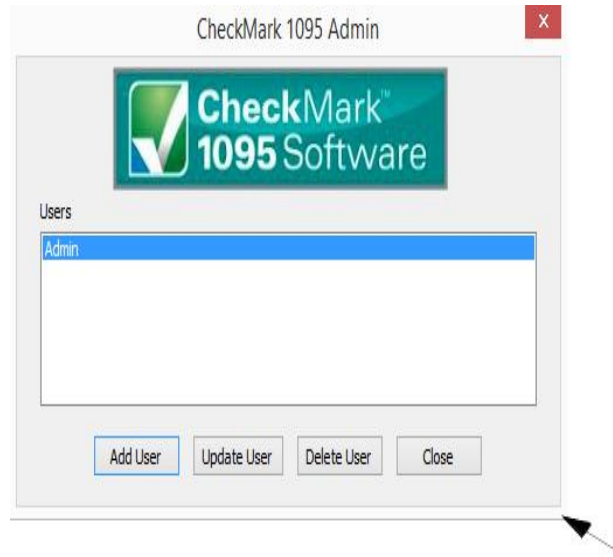 CheckMark 1095 Admin
X
CheckMark™
1095 Software
Users
Admin
Add User Update User Delete User Close